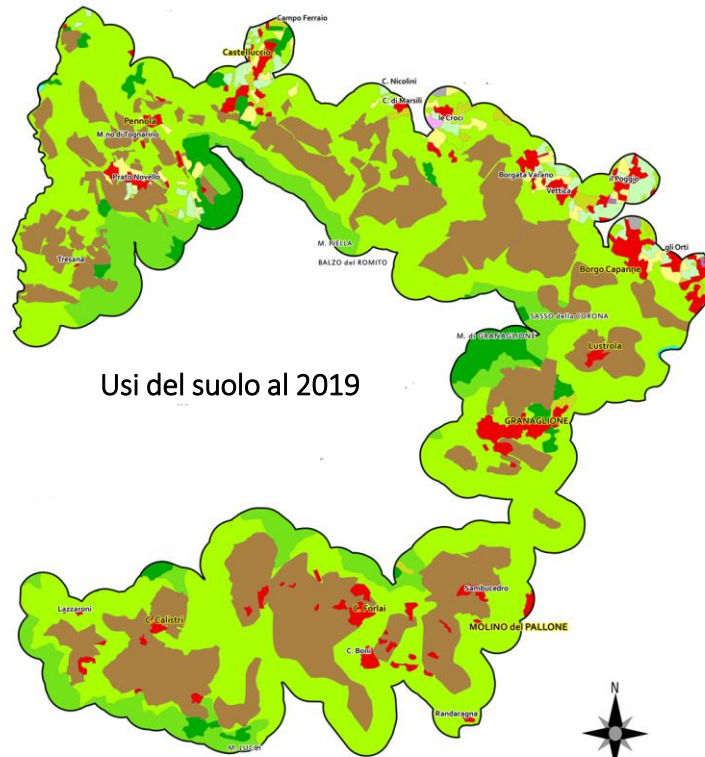 Campo Ferraio
Castelluccio
C. Nicolini
C. di Marsili
le Croci
Pennola
M.no di Tognarino
Prato Novello
Borgata Varano
Vettica
il Poggio
gli Orti
M. PIELLA
BALZO del ROMITO
Tresana
Borgo Capanne
SASSO della CORONA
M. di GRANAGLIONE
Lustrola
Usi del suolo al 2019
GRANAGLIONE
Sambucedro
Lazzaroni
C. Forlai
C. Calistri
MOLINO del PALLONE
C. Boni
N
Randaragna